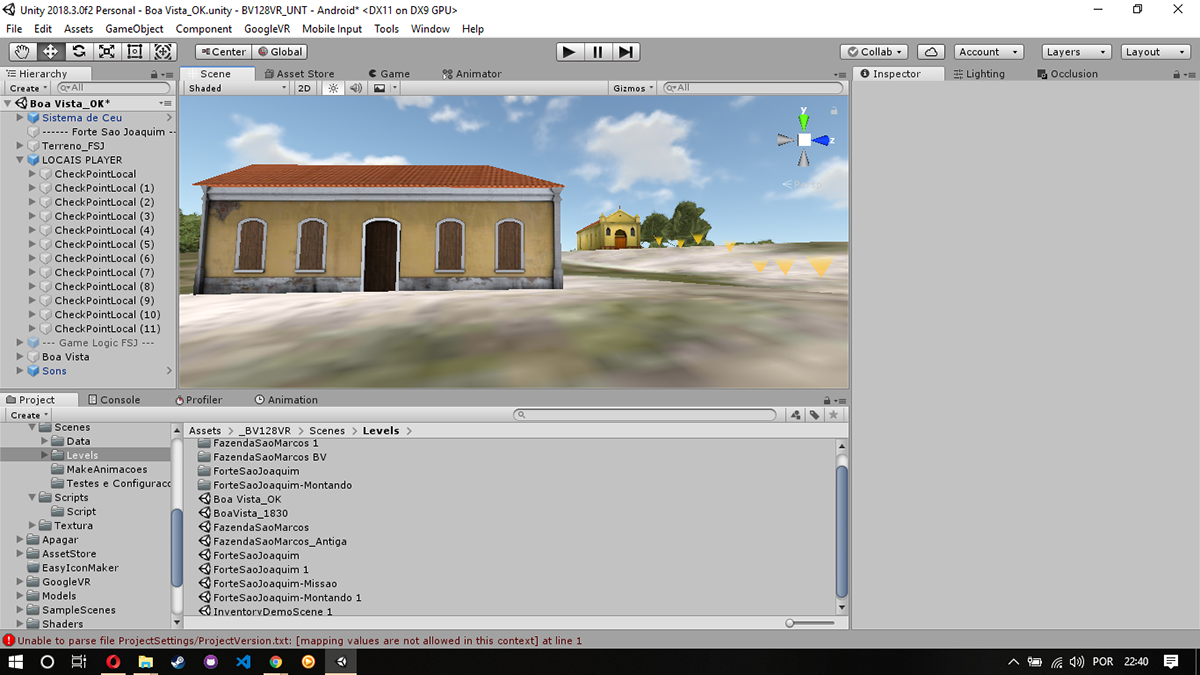 Unity 2018.3.0f2 Personal - Boa Vista_OK.unity - BV128VR_UNT - Android* <DX11 on DX9 GPU>
File Edit Assets GameObject Component GoogleVR Mobile Input Tools Window Help
Center Global Collab Account Layers Layout
Hierarchy Scene Asset Store Game Animator Inspector Lighting Occlusion
Create All Shaded 2D Gizmos All
Boa Vista_OK*
Sistema de Ceu
------ Forte Sao Joaquim --
Terreno_FSJ
LOCAIS PLAYER
CheckPointLocal
CheckPointLocal (1)
CheckPointLocal (2)
CheckPointLocal (3)
CheckPointLocal (4)
CheckPointLocal (5)
CheckPointLocal (6)
CheckPointLocal (7)
CheckPointLocal (8)
CheckPointLocal (9)
CheckPointLocal (10)
CheckPointLocal (11)
--- Game Logic FSJ ---
Boa Vista
Sons
y
z
Persp
Project Console Profiler Animation
Create
Scenes
Data
Levels
MakeAnimacoes
Testes e Configuraco
Scripts
Script
Textura
Apagar
AssetStore
EasyIconMaker
GoogleVR
Models
SampleScenes
Shaders
Assets > _BV128VR > Scenes > Levels >
FazendaSaoMarcos 1
FazendaSaoMarcos BV
ForteSaoJoaquim
ForteSaoJoaquim-Montando
Boa Vista_OK
BoaVista_1830
FazendaSaoMarcos
FazendaSaoMarcos_Antiga
ForteSaoJoaquim
ForteSaoJoaquim 1
ForteSaoJoaquim-Missao
ForteSaoJoaquim-Montando 1
InventoryDemoScene 1
Unable to parse file ProjectSettings/ProjectVersion.txt: [mapping values are not allowed in this context] at line 1
POR 22:40